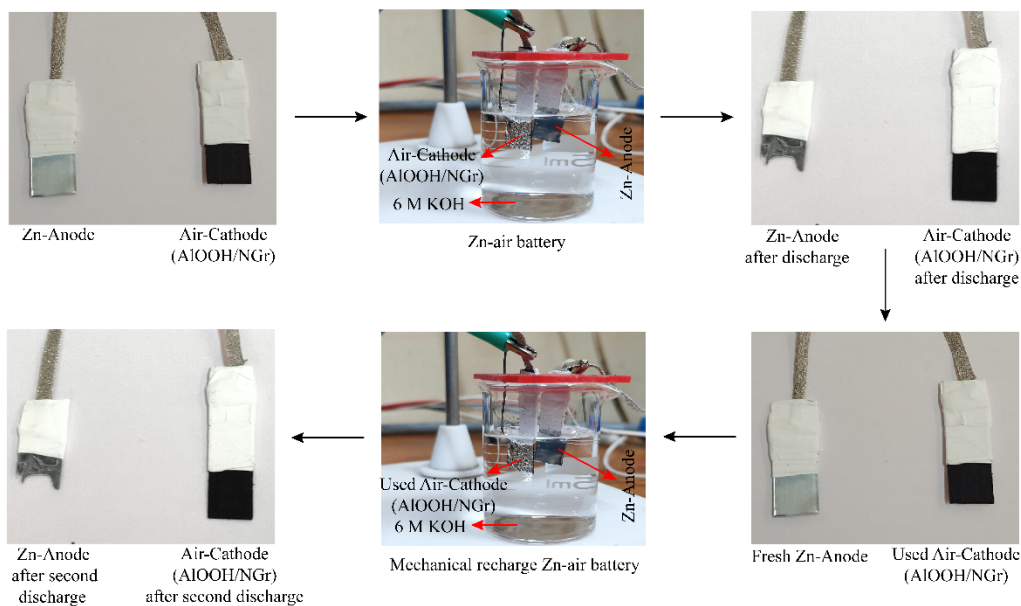 Zn-Anode
Air-Cathode
(AlOOH/NGr)
Air-Cathode
(AlOOH/NGr)
6 M KOH
Zn-Anode
5ml
Zn-air battery
Zn-Anode
after discharge
Air-Cathode
(AlOOH/NGr)
after discharge
Fresh Zn-Anode
Used Air-Cathode
(AlOOH/NGr)
Used Air-Cathode
(AlOOH/NGr)
6 M KOH
Zn-Anode
5ml
Mechanical recharge Zn-air battery
Zn-Anode
after second
discharge
Air-Cathode
(AlOOH/NGr)
after second discharge